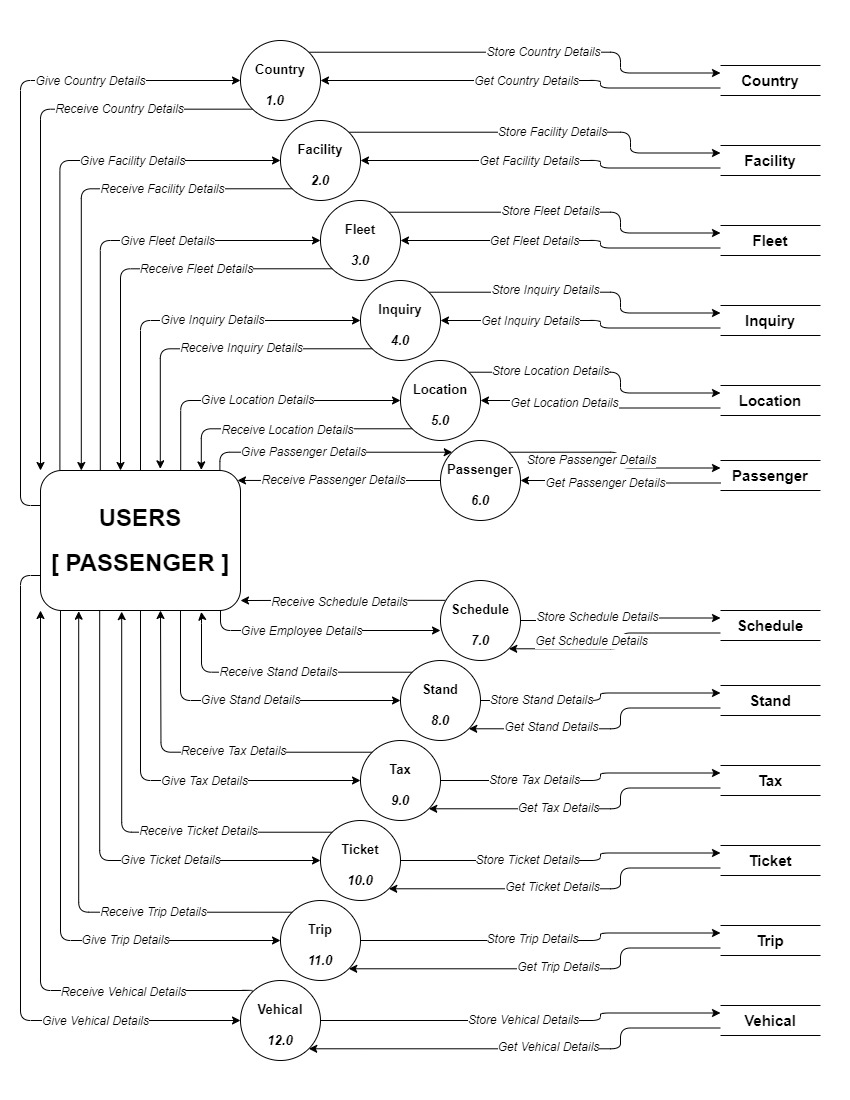 Store Country Details
Country
Give Country Details
Get Country Details
Country
1.0
Receive Country Details
Store Facility Details
Facility
Give Facility Details
Get Facility Details
Facility
2.0
Receive Facility Details
Store Fleet Details
Fleet
Give Fleet Details
Get Fleet Details
Fleet
3.0
Receive Fleet Details
Store Inquiry Details
Inquiry
Give Inquiry Details
Get Inquiry Details
Inquiry
4.0
Receive Inquiry Details
Store Location Details
Location
Give Location Details
Get Location Details
Location
5.0
Receive Location Details
Give Passenger Details
Store Passenger Details
Passenger
Passenger
Receive Passenger Details
Get Passenger Details
6.0
USERS
[ PASSENGER ]
Receive Schedule Details
Schedule
Store Schedule Details
Schedule
Give Employee Details
7.0
Get Schedule Details
Receive Stand Details
Stand
Give Stand Details
Store Stand Details
Stand
8.0
Get Stand Details
Receive Tax Details
Tax
Give Tax Details
Store Tax Details
Tax
9.0
Get Tax Details
Receive Ticket Details
Ticket
Give Ticket Details
Store Ticket Details
Ticket
10.0
Get Ticket Details
Receive Trip Details
Trip
Give Trip Details
Store Trip Details
Trip
11.0
Get Trip Details
Receive Vehical Details
Vehical
Give Vehical Details
Store Vehical Details
Vehical
12.0
Get Vehical Details